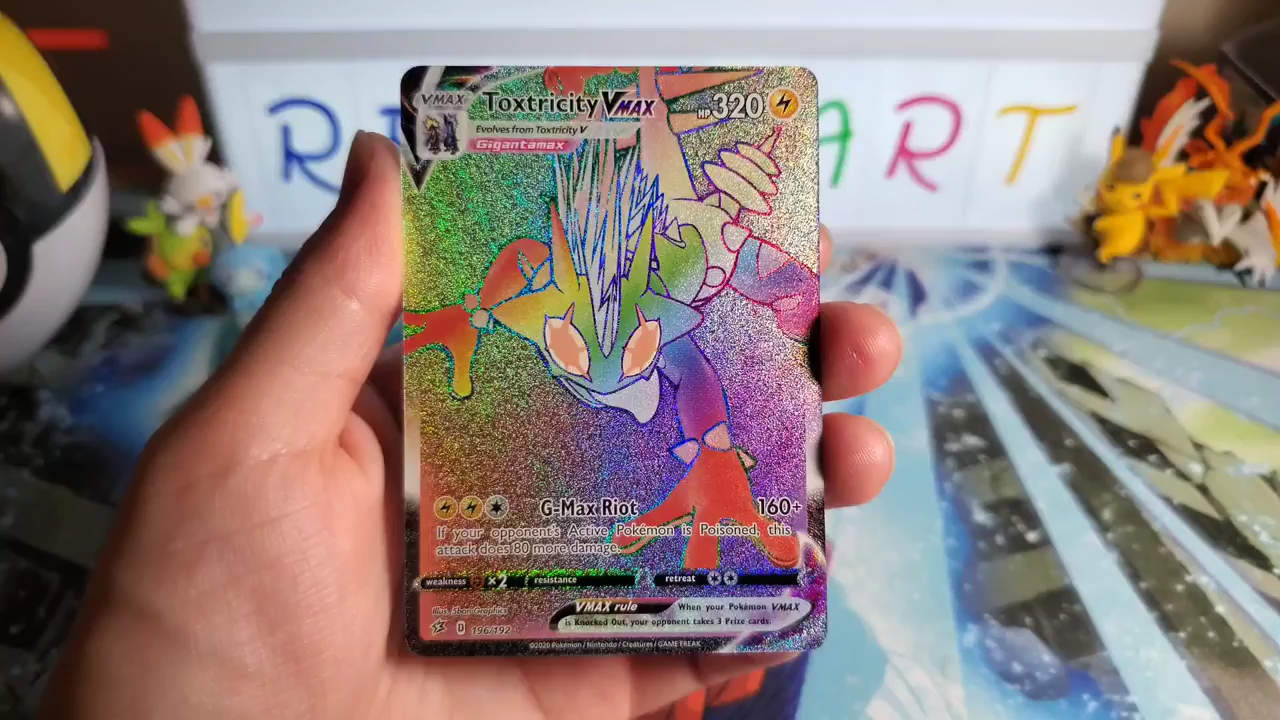 R ART
VMAX Toxtricity VMAX HP 320
Evolves from Toxtricity V
Gigantamax
G-Max Riot 160+
If your opponent's Active Pokémon is Poisoned, this
attack does 80 more damage.
weakness ×2 resistance retreat
VMAX rule When your Pokémon VMAX
is Knocked Out, your opponent takes 3 Prize cards.
Illus. 5ban Graphics
D 196/192
©2020 Pokémon / Nintendo / Creatures / GAME FREAK